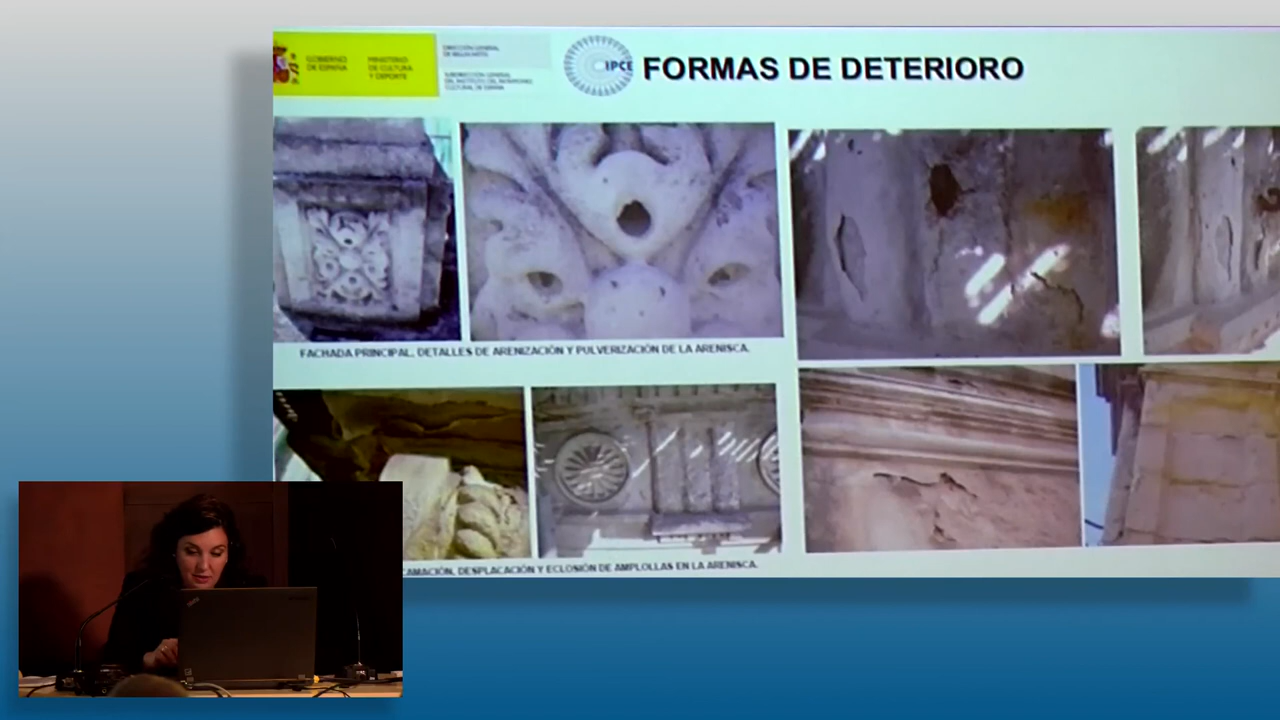 GOBIERNO
DE ESPAÑA
MINISTERIO
DE CULTURA
Y DEPORTE
DIRECCIÓN GENERAL
DE BELLAS ARTES
SUBDIRECCIÓN GENERAL
DEL INSTITUTO DEL PATRIMONIO
CULTURAL DE ESPAÑA
IPCE
FORMAS DE DETERIORO
FACHADA PRINCIPAL, DETALLES DE ARENIZACIÓN Y PULVERIZACIÓN DE LA ARENISCA.
CAMACIÓN, DESPLACACIÓN Y ECLOSIÓN DE AMPLOLLAS EN LA ARENISCA.